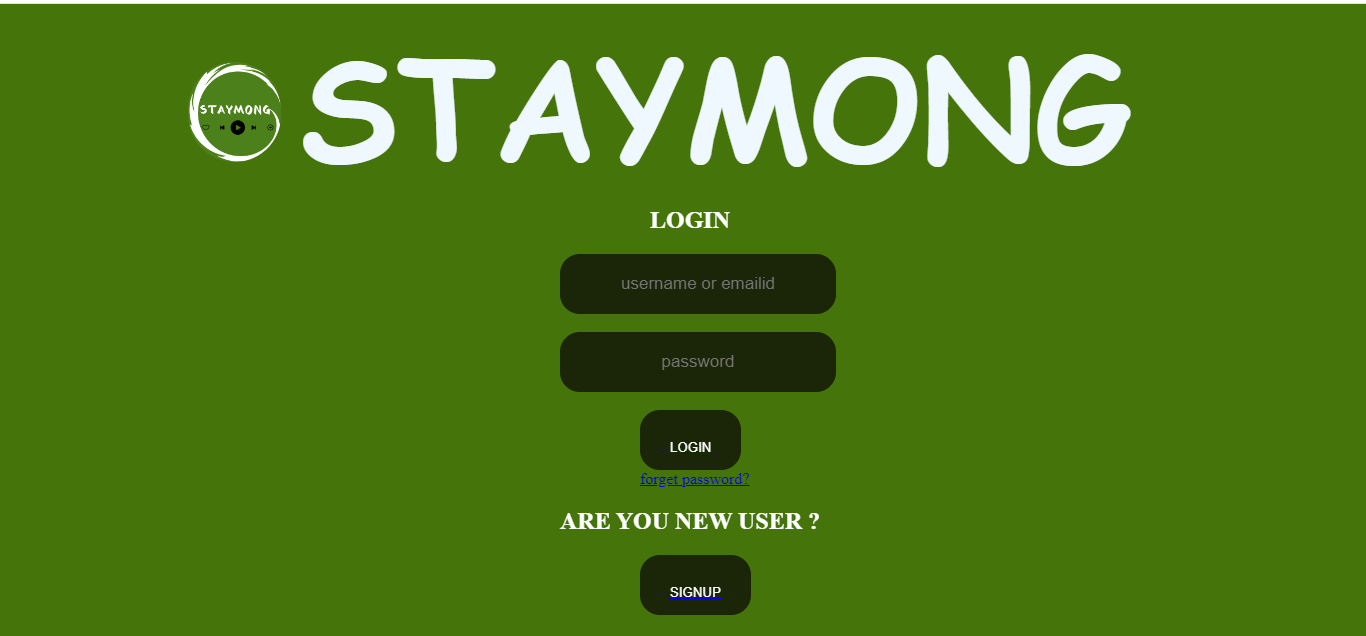 STAYMONG
STAYMONG
LOGIN
username or emailid
password
LOGIN
forget password?
ARE YOU NEW USER ?
SIGNUP